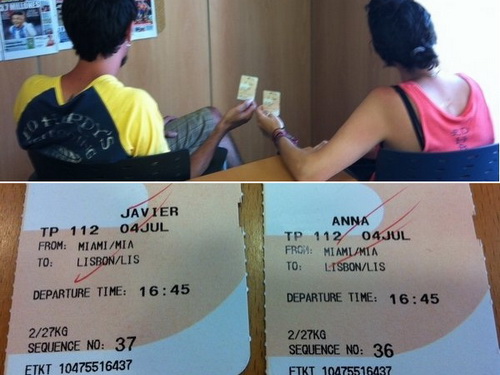 JAVIER
TP 112 04JUL
FROM: MIAMI/MIA
TO: LISBON/LIS
DEPARTURE TIME: 16:45
2/27KG
SEQUENCE NO: 37
ETKT 10475516437
ANNA
TP 112 04JUL
FROM: MIAMI/MIA
TO: LISBON/LIS
DEPARTURE TIME: 16:45
2/27KG
SEQUENCE NO: 36
ETKT 10475516437